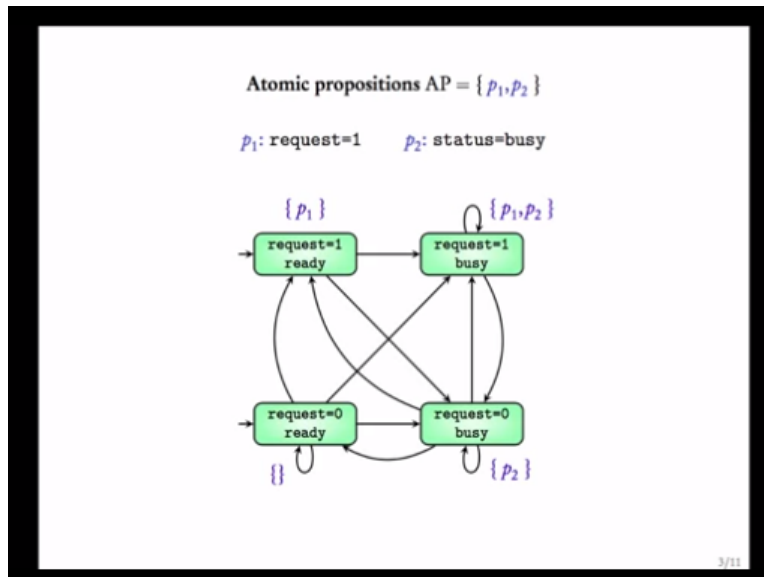 Atomic propositions AP = { p₁,p₂ }
p₁: request=1 p₂: status=busy
{ p₁ }
{ p₁,p₂ }
request=1
ready
request=1
busy
request=0
ready
request=0
busy
{}
{ p₂ }
3/11